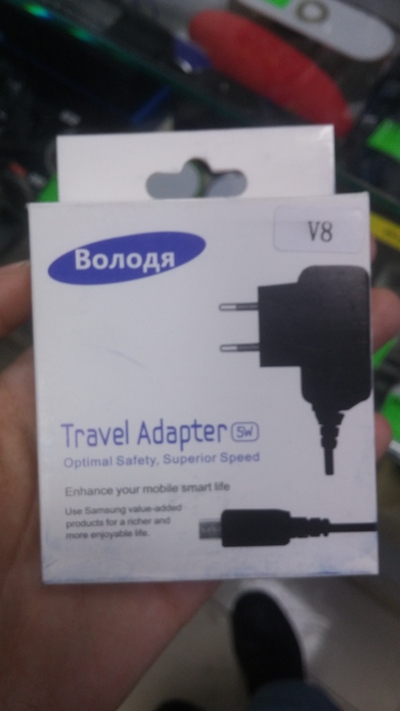 V8
Володя
Travel Adapter 5W
Optimal Safety, Superior Speed
Enhance your mobile smart life
Use Samsung value-added
products for a richer and
more enjoyable life.